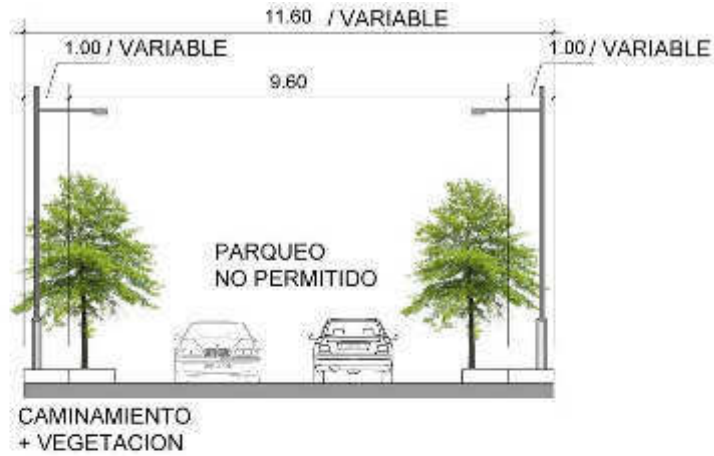 11.60 / VARIABLE
1.00 / VARIABLE
1.00 / VARIABLE
9.60
PARQUEO
NO PERMITIDO
CAMINAMIENTO
+ VEGETACION